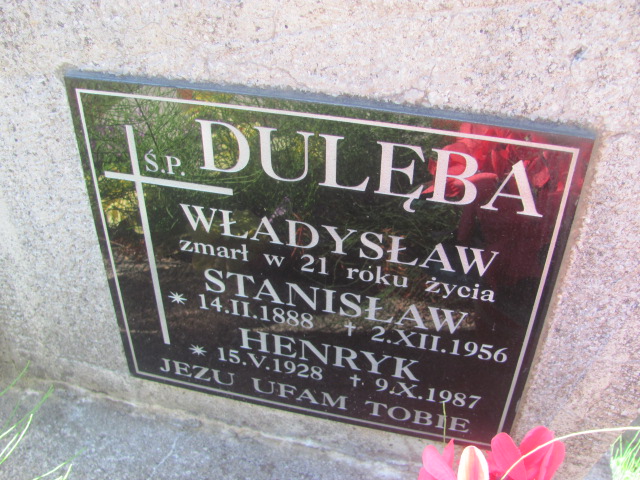 Ś.P. DULĘBA
WŁADYSŁAW
zmarł w 21 roku życia
STANISŁAW
* 14.II.1888 † 2.XII.1956
HENRYK
* 15.V.1928 † 9.X.1987
JEZU UFAM TOBIE